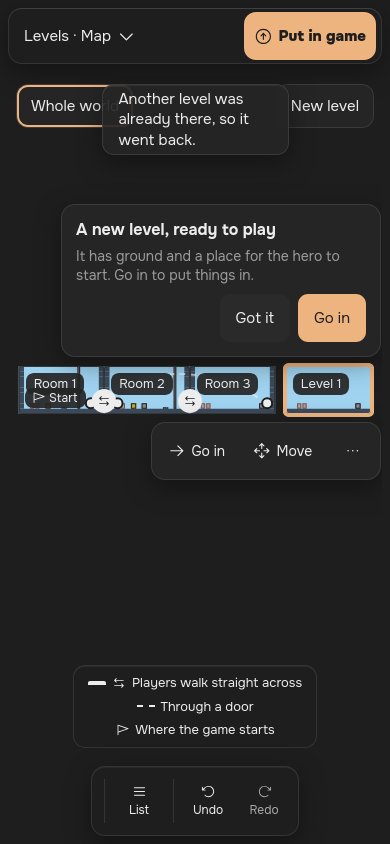 Levels · Map
Put in game
Whole world
Another level was
already there, so it
went back.
New level
A new level, ready to play
It has ground and a place for the hero to
start. Go in to put things in.
Got it
Go in
Room 1
Start
Room 2
Room 3
Level 1
Go in
Move
···
Players walk straight across
Through a door
Where the game starts
List
Undo
Redo